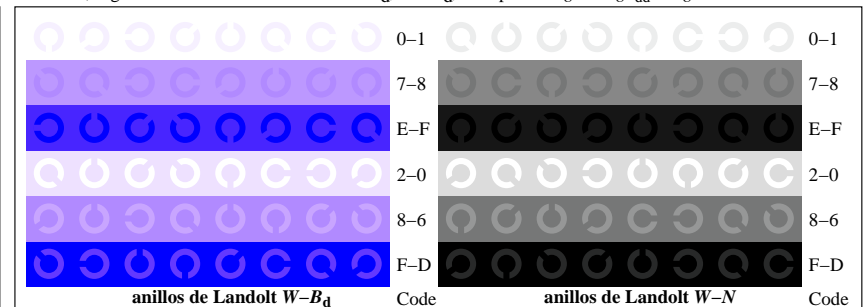 0–1 0–1
7–8 7–8
E–F E–F
2–0 2–0
8–6 8–6
F–D F–D
anillos de Landolt W–Bd Code anillos de Landolt W–N Code